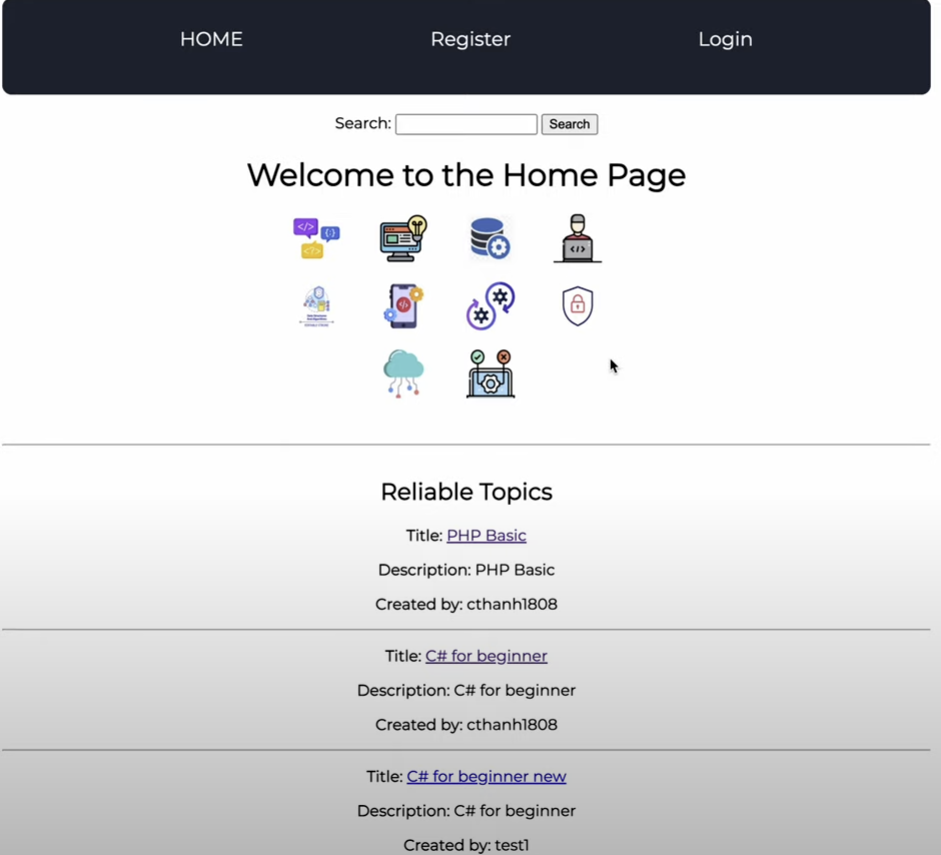 HOME Register Login
Search: Search
Welcome to the Home Page
Reliable Topics
Title: PHP Basic
Description: PHP Basic
Created by: cthanh1808
Title: C# for beginner
Description: C# for beginner
Created by: cthanh1808
Title: C# for beginner new
Description: C# for beginner
Created by: test1